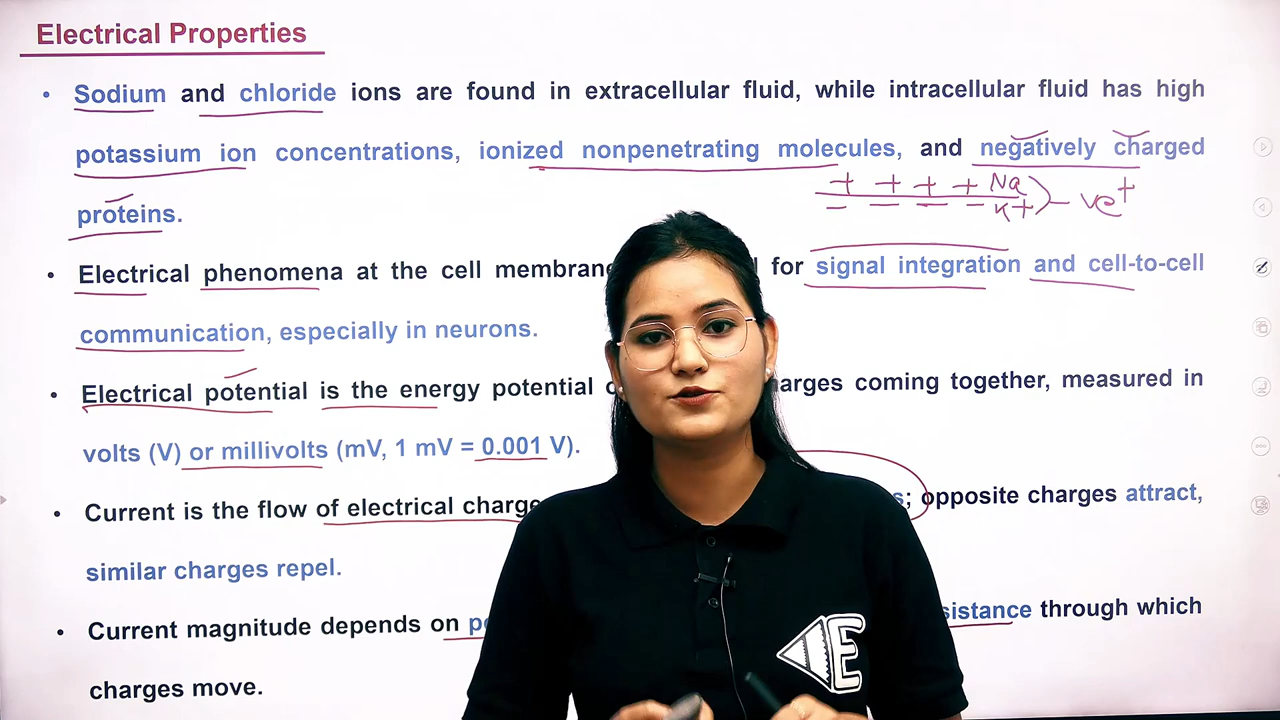 Electrical Properties
• Sodium and chloride ions are found in extracellular fluid, while intracellular fluid has high
potassium ion concentrations, ionized nonpenetrating molecules, and negatively charged
+ + + + Na
proteins.
– – – – K+ ) – ve+
• Electrical phenomena at the cell membrane for signal integration and cell-to-cell
communication, especially in neurons.
• Electrical potential is the energy potential charges coming together, measured in
volts (V) or millivolts (mV, 1 mV = 0.001 V).
• Current is the flow of electrical charge ; opposite charges attract,
similar charges repel.
• Current magnitude depends on through which
charges move.
E